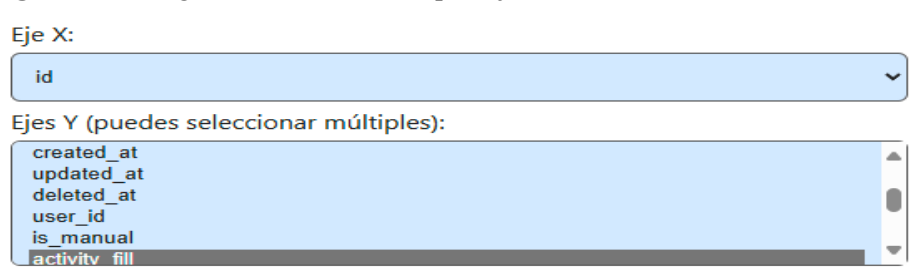 Eje X:
id
Ejes Y (puedes seleccionar múltiples):
created_at
updated_at
deleted_at
user_id
is_manual
activity_fill